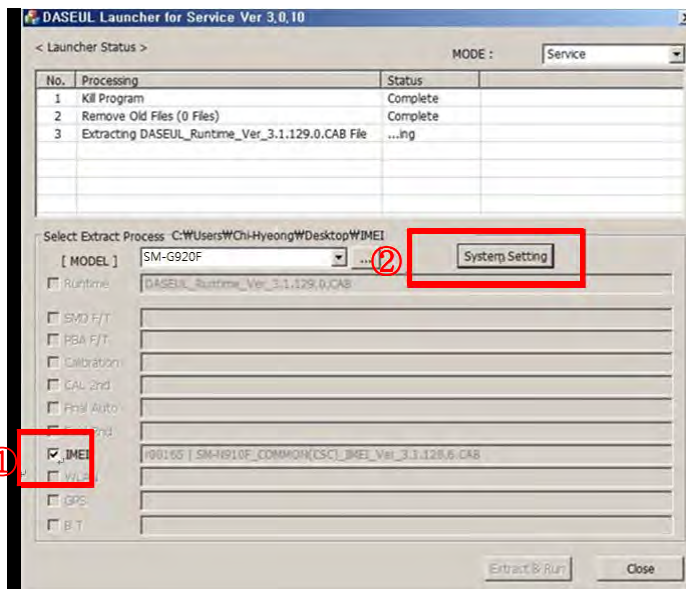 DASEUL Launcher for Service Ver 3,0,10
< Launcher Status >
MODE : Service
No. Processing Status
1 Kill Program Complete
2 Remove Old Files (0 Files) Complete
3 Extracting DASEUL_Runtime_Ver_3.1.129.0.CAB File ...ing
Select Extract Process C:₩Users₩Chi-Hyeong₩Desktop₩IMEI
[ MODEL ] SM-G920F ... ② System Setting
Runtime DASEUL_Runtime_Ver_3.1.129.0.CAB
SMD F/T
PBA F/T
Calibration
CAL 2nd
Final Auto
2nd
① IMEI r90165 | SM-N910F_COMMON(CSC)_IMEI_Ver_3.1.128.6.CAB
WLAN
GPS
B T
Extract & Run Close